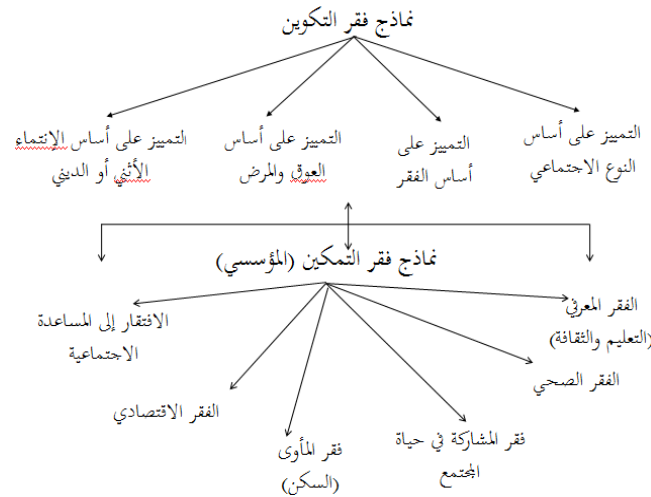 نماذج فقر التكوين
التمييز على أساس
النوع الاجتماعي
التمييز على
أساس الفقر
التمييز على أساس
العوق والمرض
التمييز على أساس الإنتماء
الأثني أو الديني
نماذج فقر التمكين (المؤسسي)
الفقر المعرفي
(التعليم والثقافة)
الفقر الصحي
فقر المشاركة في حياة
المجتمع
فقر المأوى
(السكن)
الفقر الاقتصادي
الافتقار إلى المساعدة
الاجتماعية